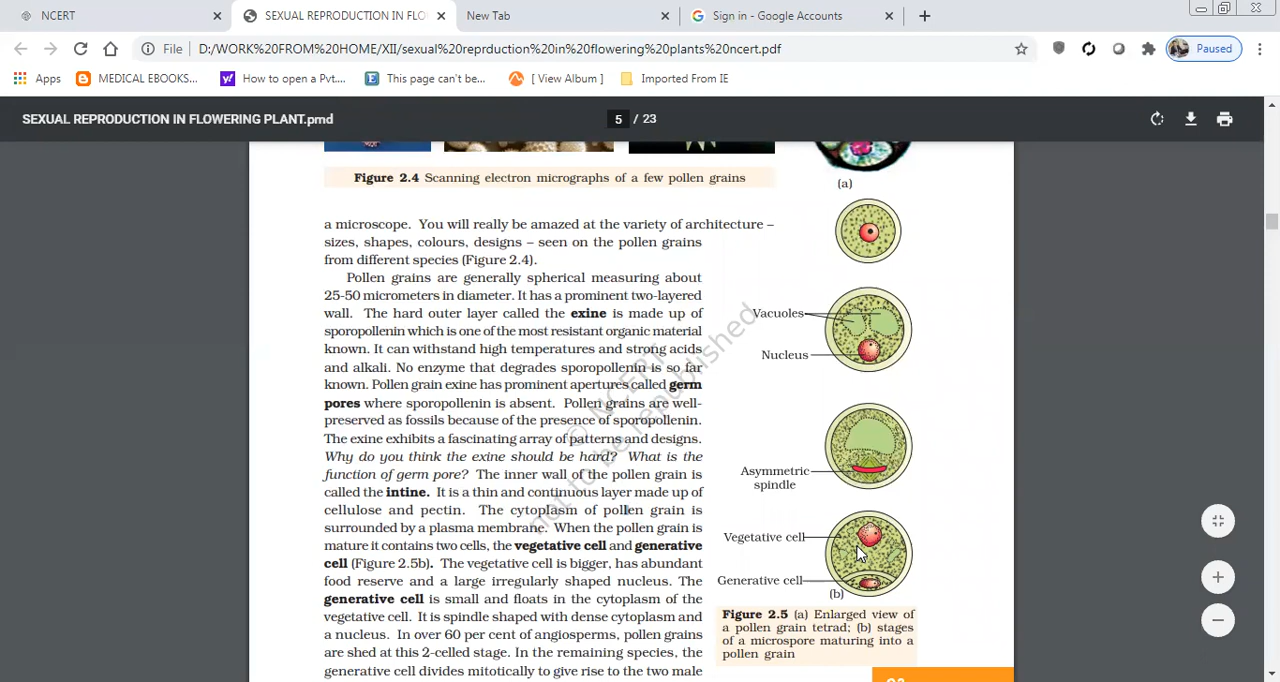 NCERT
SEXUAL REPRODUCTION IN FLO
New Tab
Sign in - Google Accounts
File
D:/WORK%20FROM%20HOME/XII/sexual%20reprduction%20in%20flowering%20plants%20ncert.pdf
Paused
Apps
MEDICAL EBOOKS...
How to open a Pvt....
This page can't be...
[ View Album ]
Imported From IE
SEXUAL REPRODUCTION IN FLOWERING PLANT.pmd
5 / 23
Figure 2.4 Scanning electron micrographs of a few pollen grains
a microscope. You will really be amazed at the variety of architecture –
sizes, shapes, colours, designs – seen on the pollen grains
from different species (Figure 2.4).
Pollen grains are generally spherical measuring about
25-50 micrometers in diameter. It has a prominent two-layered
wall. The hard outer layer called the exine is made up of
sporopollenin which is one of the most resistant organic material
known. It can withstand high temperatures and strong acids
and alkali. No enzyme that degrades sporopollenin is so far
known. Pollen grain exine has prominent apertures called germ
pores where sporopollenin is absent. Pollen grains are well-
preserved as fossils because of the presence of sporopollenin.
The exine exhibits a fascinating array of patterns and designs.
Why do you think the exine should be hard? What is the
function of germ pore? The inner wall of the pollen grain is
called the intine. It is a thin and continuous layer made up of
cellulose and pectin. The cytoplasm of pollen grain is
surrounded by a plasma membrane. When the pollen grain is
mature it contains two cells, the vegetative cell and generative
cell (Figure 2.5b). The vegetative cell is bigger, has abundant
food reserve and a large irregularly shaped nucleus. The
generative cell is small and floats in the cytoplasm of the
vegetative cell. It is spindle shaped with dense cytoplasm and
a nucleus. In over 60 per cent of angiosperms, pollen grains
are shed at this 2-celled stage. In the remaining species, the
generative cell divides mitotically to give rise to the two male
© NCERT
not to be republished
(a)
Vacuoles
Nucleus
Asymmetric
spindle
Vegetative cell
Generative cell
(b)
Figure 2.5 (a) Enlarged view of
a pollen grain tetrad; (b) stages
of a microspore maturing into a
pollen grain